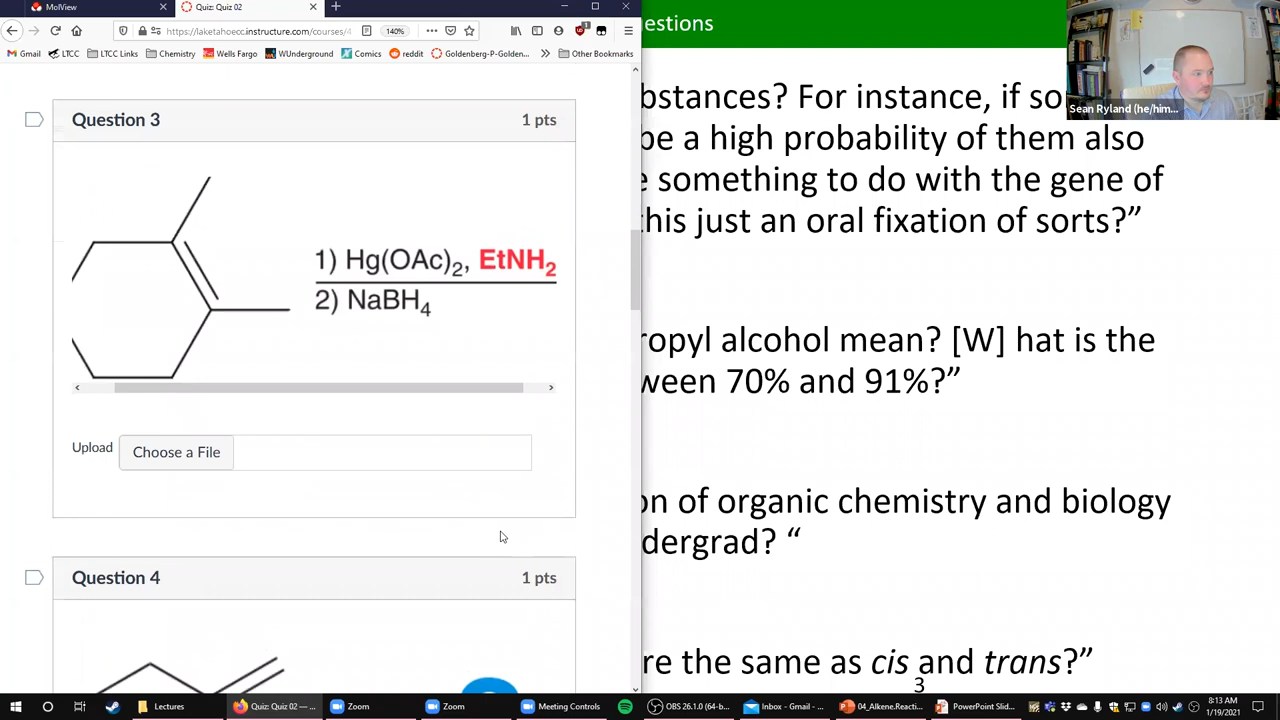 MolView
Quiz: Quiz 02
https://laketahoecc.instructure.com/courses/4
140%
Gmail
LTCC
LTCC Links
Chemistry
Wells Fargo
WUnderground
Comics
reddit
Goldenberg-P-Golden...
Other Bookmarks
Question 3
1 pts
1) Hg(OAc)2, EtNH2
2) NaBH4
Upload
Choose a File
Question 4
1 pts
estions
bstances? For instance, if so
be a high probability of them also
e something to do with the gene of
this just an oral fixation of sorts?”
ropyl alcohol mean? [W] hat is the
ween 70% and 91%?”
on of organic chemistry and biology
dergrad? “
re the same as cis and trans?”
3
Sean Ryland (he/him...
Lectures
Quiz: Quiz 02 — ...
Zoom
Zoom
Meeting Controls
OBS 26.1.0 (64-b...
Inbox - Gmail - ...
04_Alkene.Reacti...
PowerPoint Slid...
8:13 AM
1/19/2021